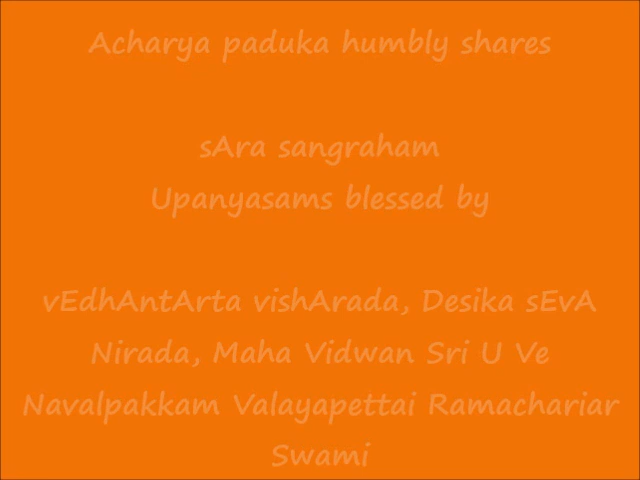 Acharya paduka humbly shares
sAra sangraham
Upanyasams blessed by
vEdhAntArta vishArada, Desika sEvA
Nirada, Maha Vidwan Sri U Ve
Navalpakkam Valayapettai Ramachariar
Swami